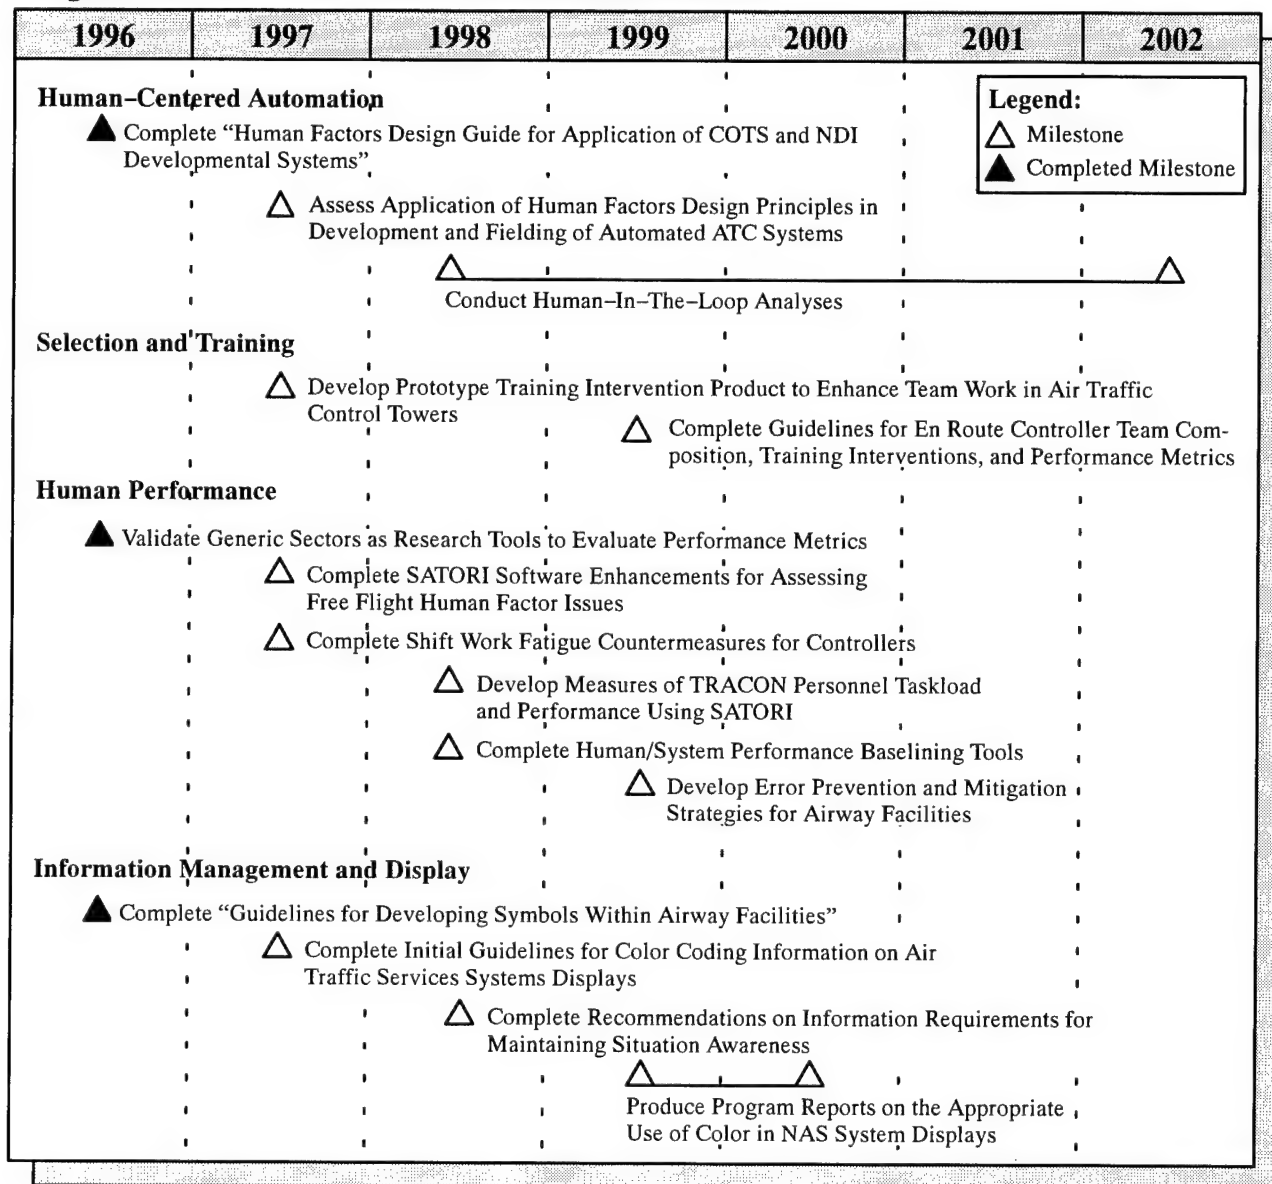 1996 1997 1998 1999 2000 2001 2002
Human–Centered Automation
Legend:
Milestone
Completed Milestone
Complete “Human Factors Design Guide for Application of COTS and NDI
Developmental Systems”
Assess Application of Human Factors Design Principles in
Development and Fielding of Automated ATC Systems
Conduct Human–In–The–Loop Analyses
Selection and Training
Develop Prototype Training Intervention Product to Enhance Team Work in Air Traffic
Control Towers
Complete Guidelines for En Route Controller Team Com-
position, Training Interventions, and Performance Metrics
Human Performance
Validate Generic Sectors as Research Tools to Evaluate Performance Metrics
Complete SATORI Software Enhancements for Assessing
Free Flight Human Factor Issues
Complete Shift Work Fatigue Countermeasures for Controllers
Develop Measures of TRACON Personnel Taskload
and Performance Using SATORI
Complete Human/System Performance Baselining Tools
Develop Error Prevention and Mitigation
Strategies for Airway Facilities
Information Management and Display
Complete “Guidelines for Developing Symbols Within Airway Facilities”
Complete Initial Guidelines for Color Coding Information on Air
Traffic Services Systems Displays
Complete Recommendations on Information Requirements for
Maintaining Situation Awareness
Produce Program Reports on the Appropriate
Use of Color in NAS System Displays